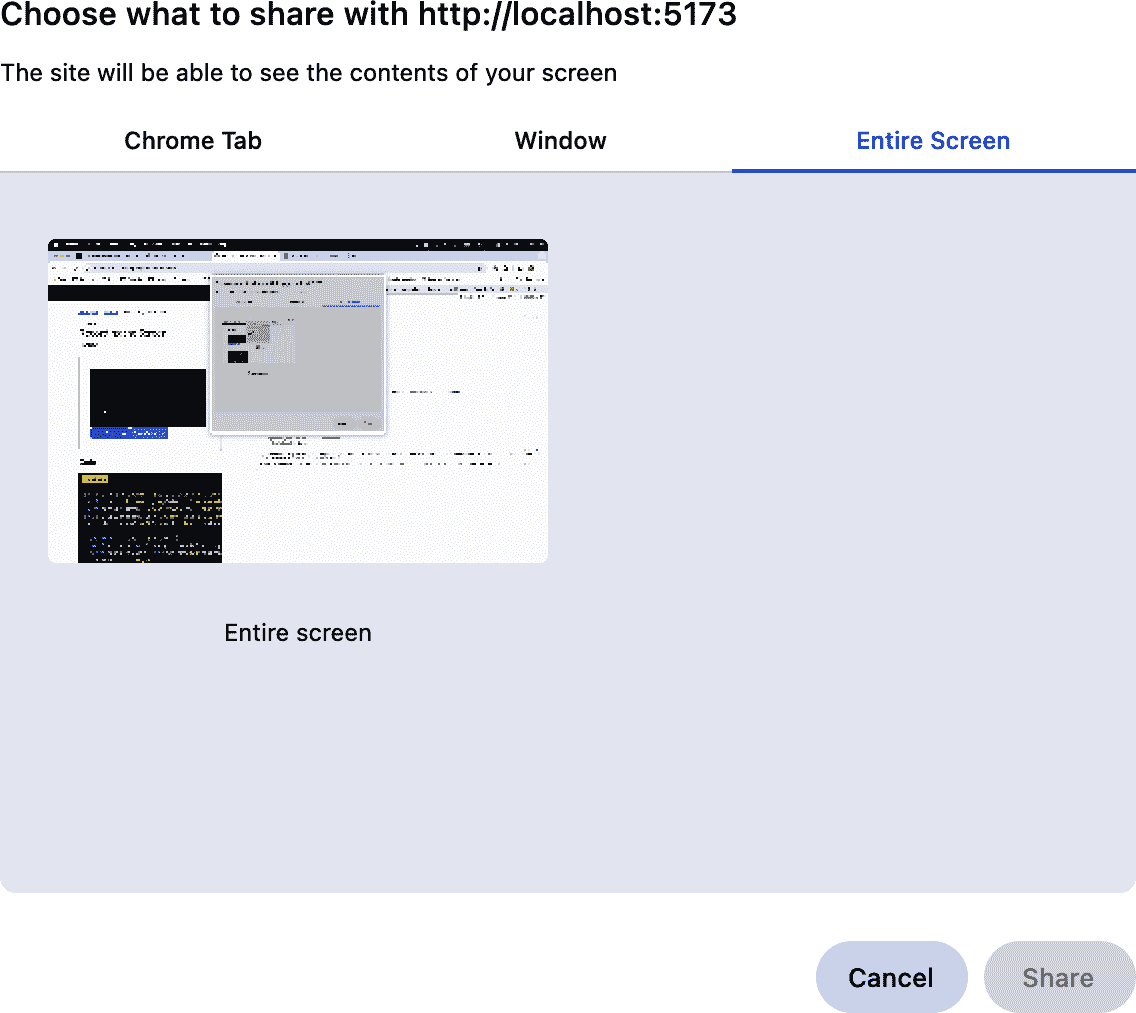 Choose what to share with http://localhost:5173
The site will be able to see the contents of your screen
Chrome Tab
Window
Entire Screen
Entire screen
Cancel
Share